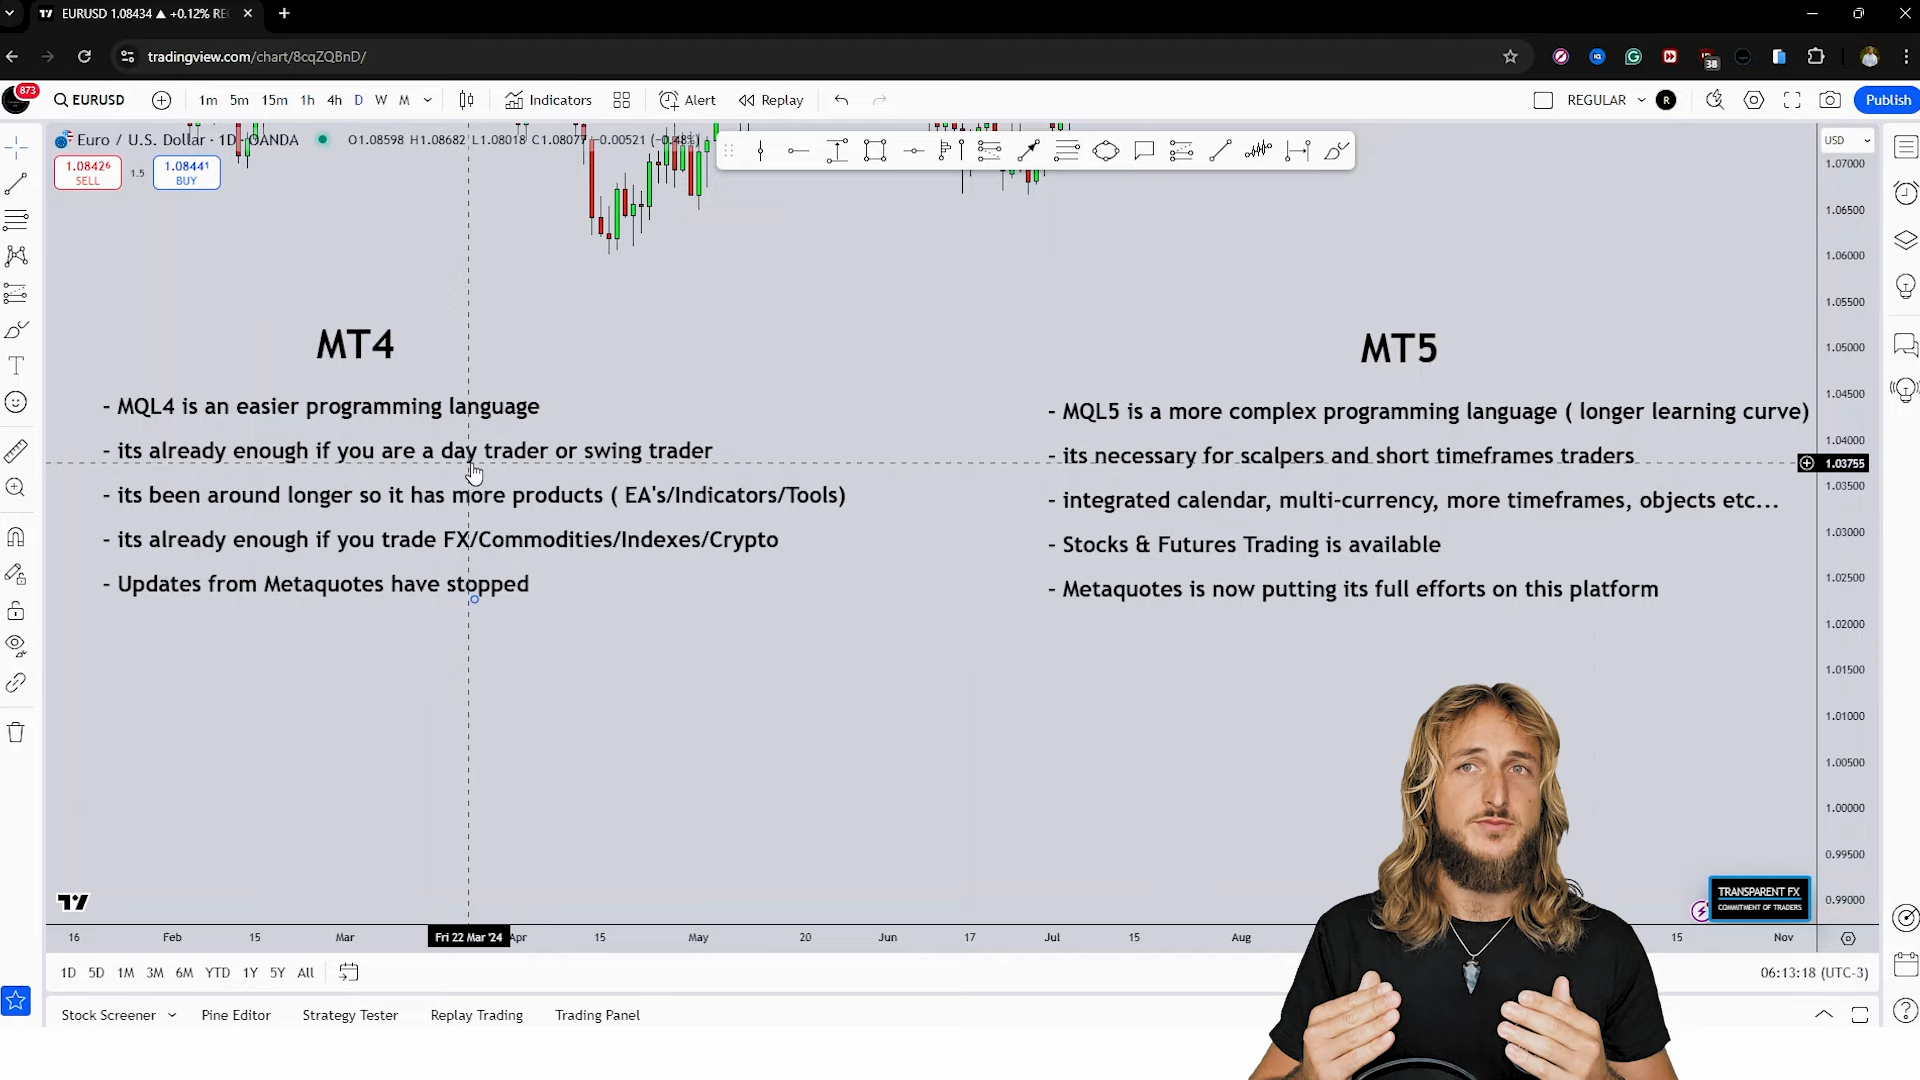 EURUSD 1.08434 ▲ +0.12% RE
tradingview.com/chart/8cqZQBnD/
38
873
EURUSD
1m 5m 15m 1h 4h D W M
Indicators
Alert
Replay
REGULAR
R
Publish
Euro / U.S. Dollar · 1D · OANDA
O1.08598 H1.08682 L1.08018 C1.08077 −0.00521 (−0.48%)
USD
1.08426
SELL
1.5
1.08441
BUY
1.07000
1.06500
1.06000
1.05500
1.05000
1.04500
1.04000
1.03755
1.03500
1.03000
1.02500
1.02000
1.01500
1.01000
1.00500
1.00000
0.99500
0.99000
MT4
- MQL4 is an easier programming language
- its already enough if you are a day trader or swing trader
- its been around longer so it has more products ( EA's/Indicators/Tools)
- its already enough if you trade FX/Commodities/Indexes/Crypto
- Updates from Metaquotes have stopped
MT5
- MQL5 is a more complex programming language ( longer learning curve)
- its necessary for scalpers and short timeframes traders
- integrated calendar, multi-currency, more timeframes, objects etc...
- Stocks & Futures Trading is available
- Metaquotes is now putting its full efforts on this platform
TRANSPARENT FX
COMMITMENT OF TRADERS
16 Feb 15 Mar Fri 22 Mar '24 Apr 15 May 20 Jun 17 Jul 15 Aug 15 Nov
1D 5D 1M 3M 6M YTD 1Y 5Y All
06:13:18 (UTC-3)
Stock Screener Pine Editor Strategy Tester Replay Trading Trading Panel